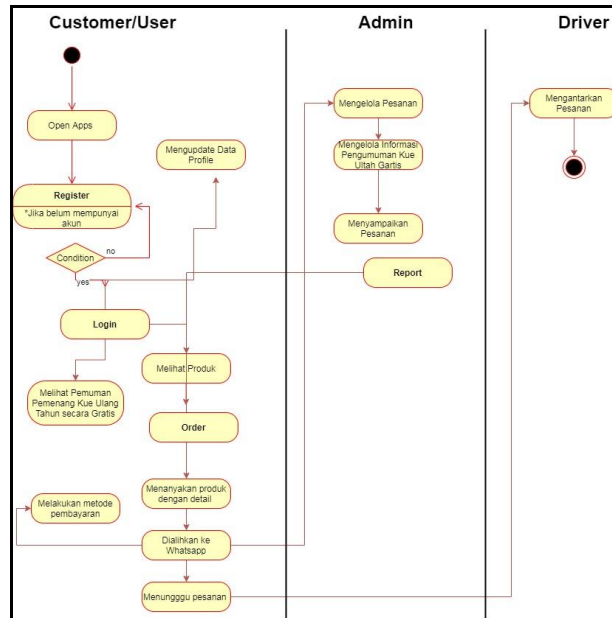 Customer/User
Admin
Driver
Open Apps
Register
*Jika belum mempunyai
akun
Condition
no
yes
Mengupdate Data
Profile
Login
Melihat Pemuman
Pemenang Kue Ulang
Tahun secara Gratis
Melihat Produk
Order
Menanyakan produk
dengan detail
Melakukan metode
pembayaran
Dialihkan ke
Whatsapp
Menungggu pesanan
Mengelola Pesanan
Mengelola Informasi
Pengumuman Kue
Ultah Gartis
Menyampaikan
Pesanan
Report
Mengantarkan
Pesanan